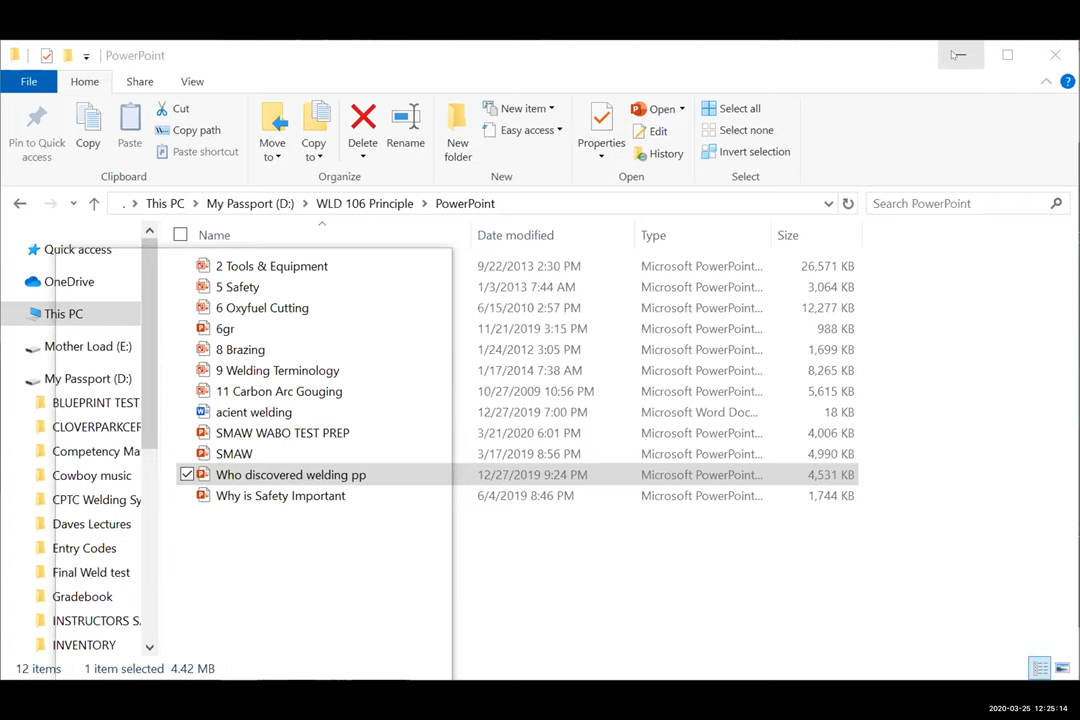 PowerPoint
File Home Share View
Pin to Quick access
Copy
Paste
Cut
Copy path
Paste shortcut
Clipboard
Move to
Copy to
Delete
Rename
Organize
New folder
New item
Easy access
New
Properties
Open
Edit
History
Open
Select all
Select none
Invert selection
Select
. > This PC > My Passport (D:) > WLD 106 Principle > PowerPoint
Search PowerPoint
Quick access
OneDrive
This PC
Mother Load (E:)
My Passport (D:)
BLUEPRINT TEST
CLOVERPARKCER
Competency Ma
Cowboy music
CPTC Welding Sy
Daves Lectures
Entry Codes
Final Weld test
Gradebook
INSTRUCTORS SA
INVENTORY
Name Date modified Type Size
2 Tools & Equipment 9/22/2013 2:30 PM Microsoft PowerPoint... 26,571 KB
5 Safety 1/3/2013 7:44 AM Microsoft PowerPoint... 3,064 KB
6 Oxyfuel Cutting 6/15/2010 2:57 PM Microsoft PowerPoint... 12,277 KB
6gr 11/21/2019 3:15 PM Microsoft PowerPoint... 988 KB
8 Brazing 1/24/2012 3:05 PM Microsoft PowerPoint... 1,699 KB
9 Welding Terminology 1/17/2014 7:38 AM Microsoft PowerPoint... 8,265 KB
11 Carbon Arc Gouging 10/27/2009 10:56 PM Microsoft PowerPoint... 5,615 KB
acient welding 12/27/2019 7:00 PM Microsoft Word Doc... 18 KB
SMAW WABO TEST PREP 3/21/2020 6:01 PM Microsoft PowerPoint... 4,006 KB
SMAW 3/17/2019 8:56 PM Microsoft PowerPoint... 4,990 KB
Who discovered welding pp 12/27/2019 9:24 PM Microsoft PowerPoint... 4,531 KB
Why is Safety Important 6/4/2019 8:46 PM Microsoft PowerPoint... 1,744 KB
12 items 1 item selected 4.42 MB
2020-03-25 12:25:14